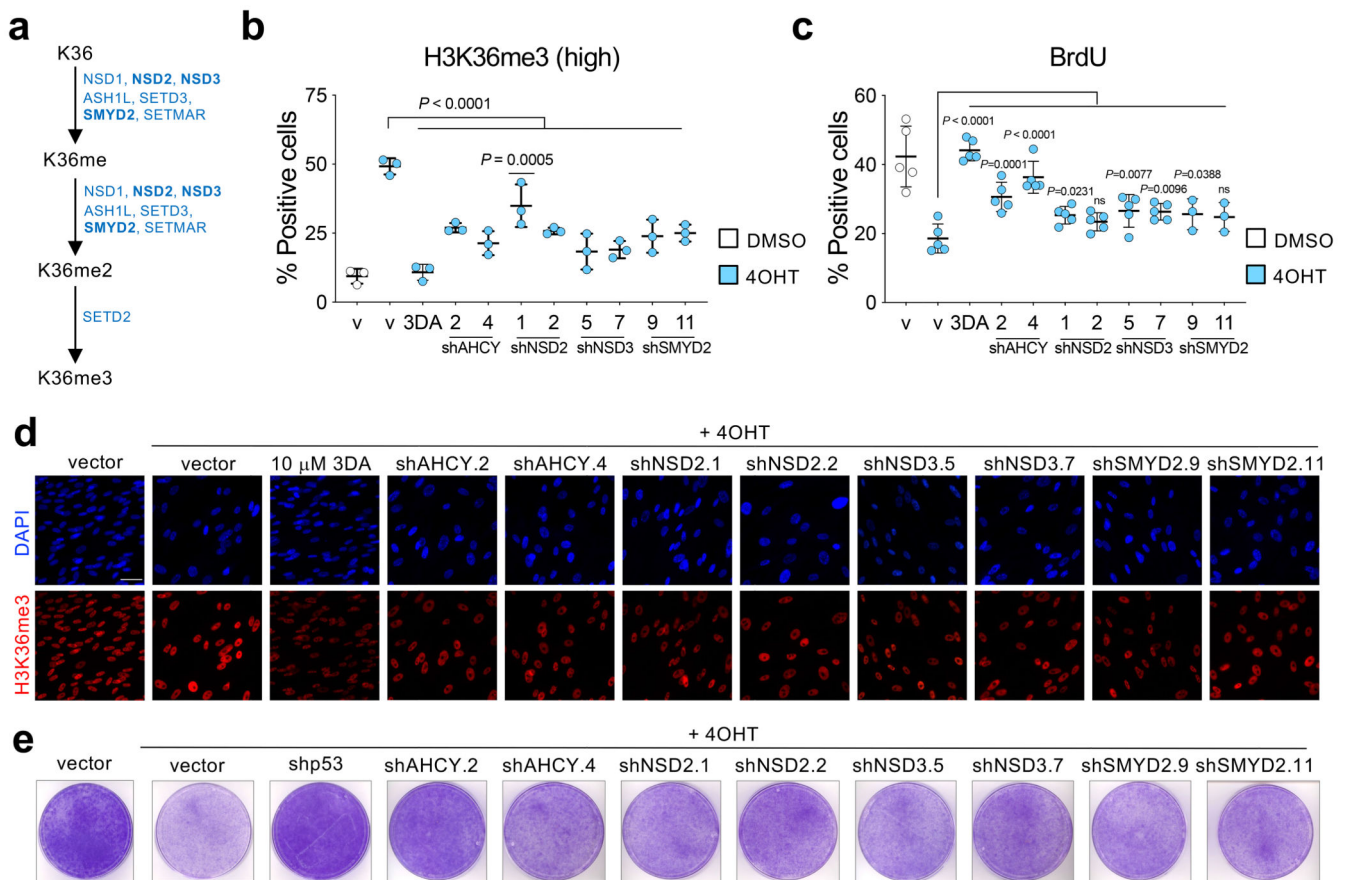 a
K36
NSD1, NSD2, NSD3
ASH1L, SETD3,
SMYD2, SETMAR
K36me
NSD1, NSD2, NSD3
ASH1L, SETD3,
SMYD2, SETMAR
K36me2
SETD2
K36me3
b
H3K36me3 (high)
% Positive cells
75
50
25
0
P < 0.0001
P = 0.0005
v v 3DA 2 4 1 2 5 7 9 11
shAHCY shNSD2 shNSD3 shSMYD2
DMSO
4OHT
c
BrdU
% Positive cells
60
40
20
0
P < 0.0001
P=0.0001
P < 0.0001
P=0.0231
ns
P=0.0077
P=0.0096
P=0.0388
ns
v v 3DA 2 4 1 2 5 7 9 11
shAHCY shNSD2 shNSD3 shSMYD2
DMSO
4OHT
d
+ 4OHT
vector vector 10 μM 3DA shAHCY.2 shAHCY.4 shNSD2.1 shNSD2.2 shNSD3.5 shNSD3.7 shSMYD2.9 shSMYD2.11
DAPI
H3K36me3
e
+ 4OHT
vector vector shp53 shAHCY.2 shAHCY.4 shNSD2.1 shNSD2.2 shNSD3.5 shNSD3.7 shSMYD2.9 shSMYD2.11